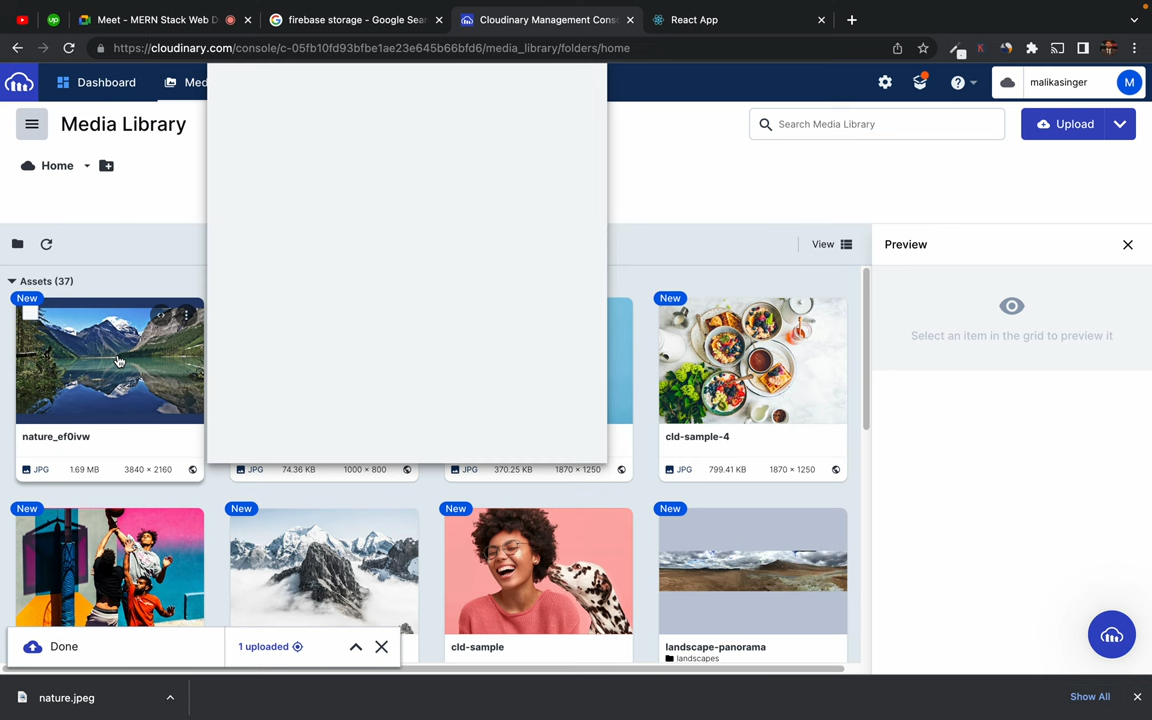 Meet - MERN Stack Web D
firebase storage - Google Sear
Cloudinary Management Cons
React App
https://cloudinary.com/console/c-05fb10fd93bfbe1ae23e645b66bfd6/media_library/folders/home
Dashboard
Med
malikasinger
M
Media Library
Search Media Library
Upload
Home
View
Preview
Assets (37)
New
New
Select an item in the grid to preview it
nature_ef0ivw
cld-sample-4
JPG 1.69 MB 3840 × 2160
JPG 74.36 KB 1000 × 800
JPG 370.25 KB 1870 × 1250
JPG 799.41 KB 1870 × 1250
New
New
New
New
Done
1 uploaded
cld-sample
landscape-panorama
landscapes
nature.jpeg
Show All